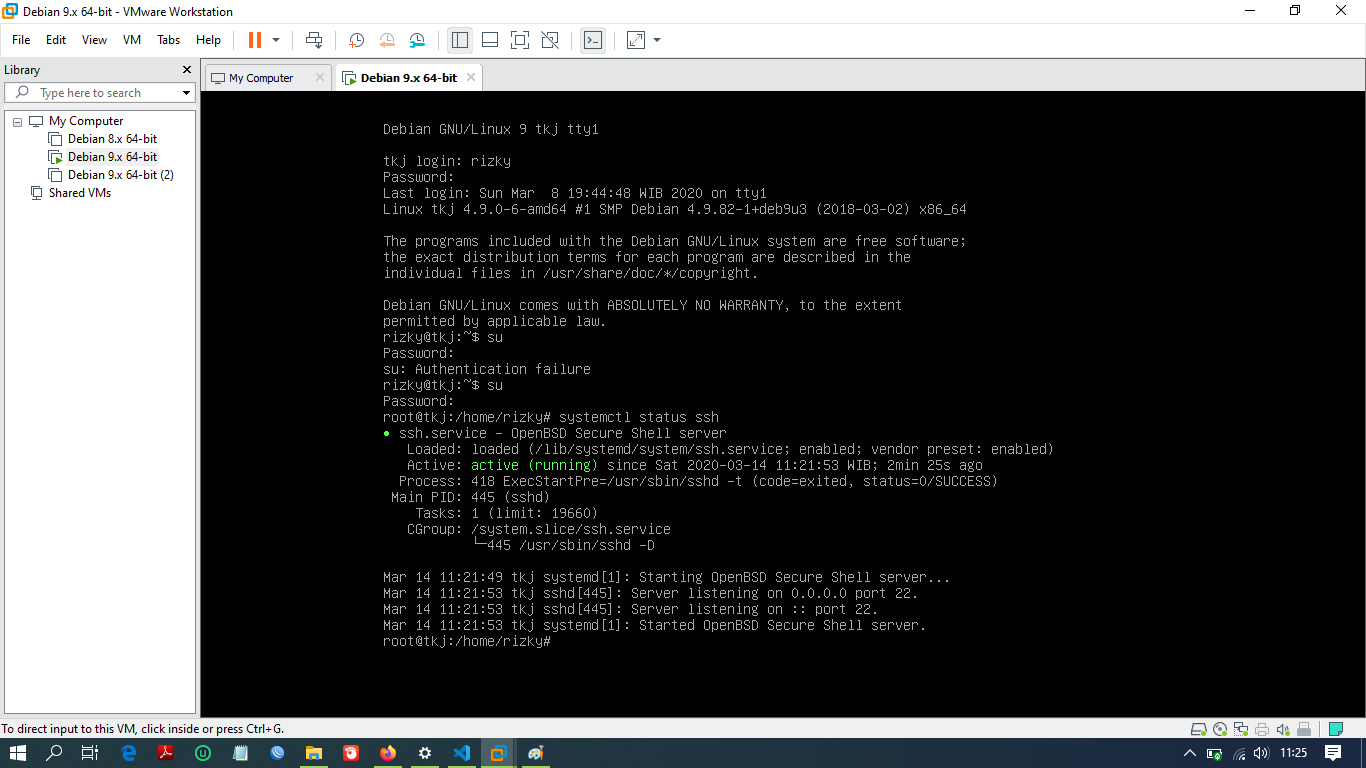 Debian 9.x 64-bit - VMware Workstation
File Edit View VM Tabs Help
Library
Type here to search
My Computer
Debian 8.x 64-bit
Debian 9.x 64-bit
Debian 9.x 64-bit (2)
Shared VMs
My Computer
Debian 9.x 64-bit
Debian GNU/Linux 9 tkj tty1
tkj login: rizky
Password:
Last login: Sun Mar  8 19:44:48 WIB 2020 on tty1
Linux tkj 4.9.0-6-amd64 #1 SMP Debian 4.9.82-1+deb9u3 (2018-03-02) x86_64
The programs included with the Debian GNU/Linux system are free software;
the exact distribution terms for each program are described in the
individual files in /usr/share/doc/*/copyright.
Debian GNU/Linux comes with ABSOLUTELY NO WARRANTY, to the extent
permitted by applicable law.
rizky@tkj:~$ su
Password:
su: Authentication failure
rizky@tkj:~$ su
Password:
root@tkj:/home/rizky# systemctl status ssh
● ssh.service - OpenBSD Secure Shell server
Loaded: loaded (/lib/systemd/system/ssh.service; enabled; vendor preset: enabled)
Active: active (running) since Sat 2020-03-14 11:21:53 WIB; 2min 25s ago
Process: 418 ExecStartPre=/usr/sbin/sshd -t (code=exited, status=0/SUCCESS)
Main PID: 445 (sshd)
Tasks: 1 (limit: 19660)
CGroup: /system.slice/ssh.service
└─445 /usr/sbin/sshd -D
Mar 14 11:21:49 tkj systemd[1]: Starting OpenBSD Secure Shell server...
Mar 14 11:21:53 tkj sshd[445]: Server listening on 0.0.0.0 port 22.
Mar 14 11:21:53 tkj sshd[445]: Server listening on :: port 22.
Mar 14 11:21:53 tkj systemd[1]: Started OpenBSD Secure Shell server.
root@tkj:/home/rizky#
To direct input to this VM, click inside or press Ctrl+G.
11:25